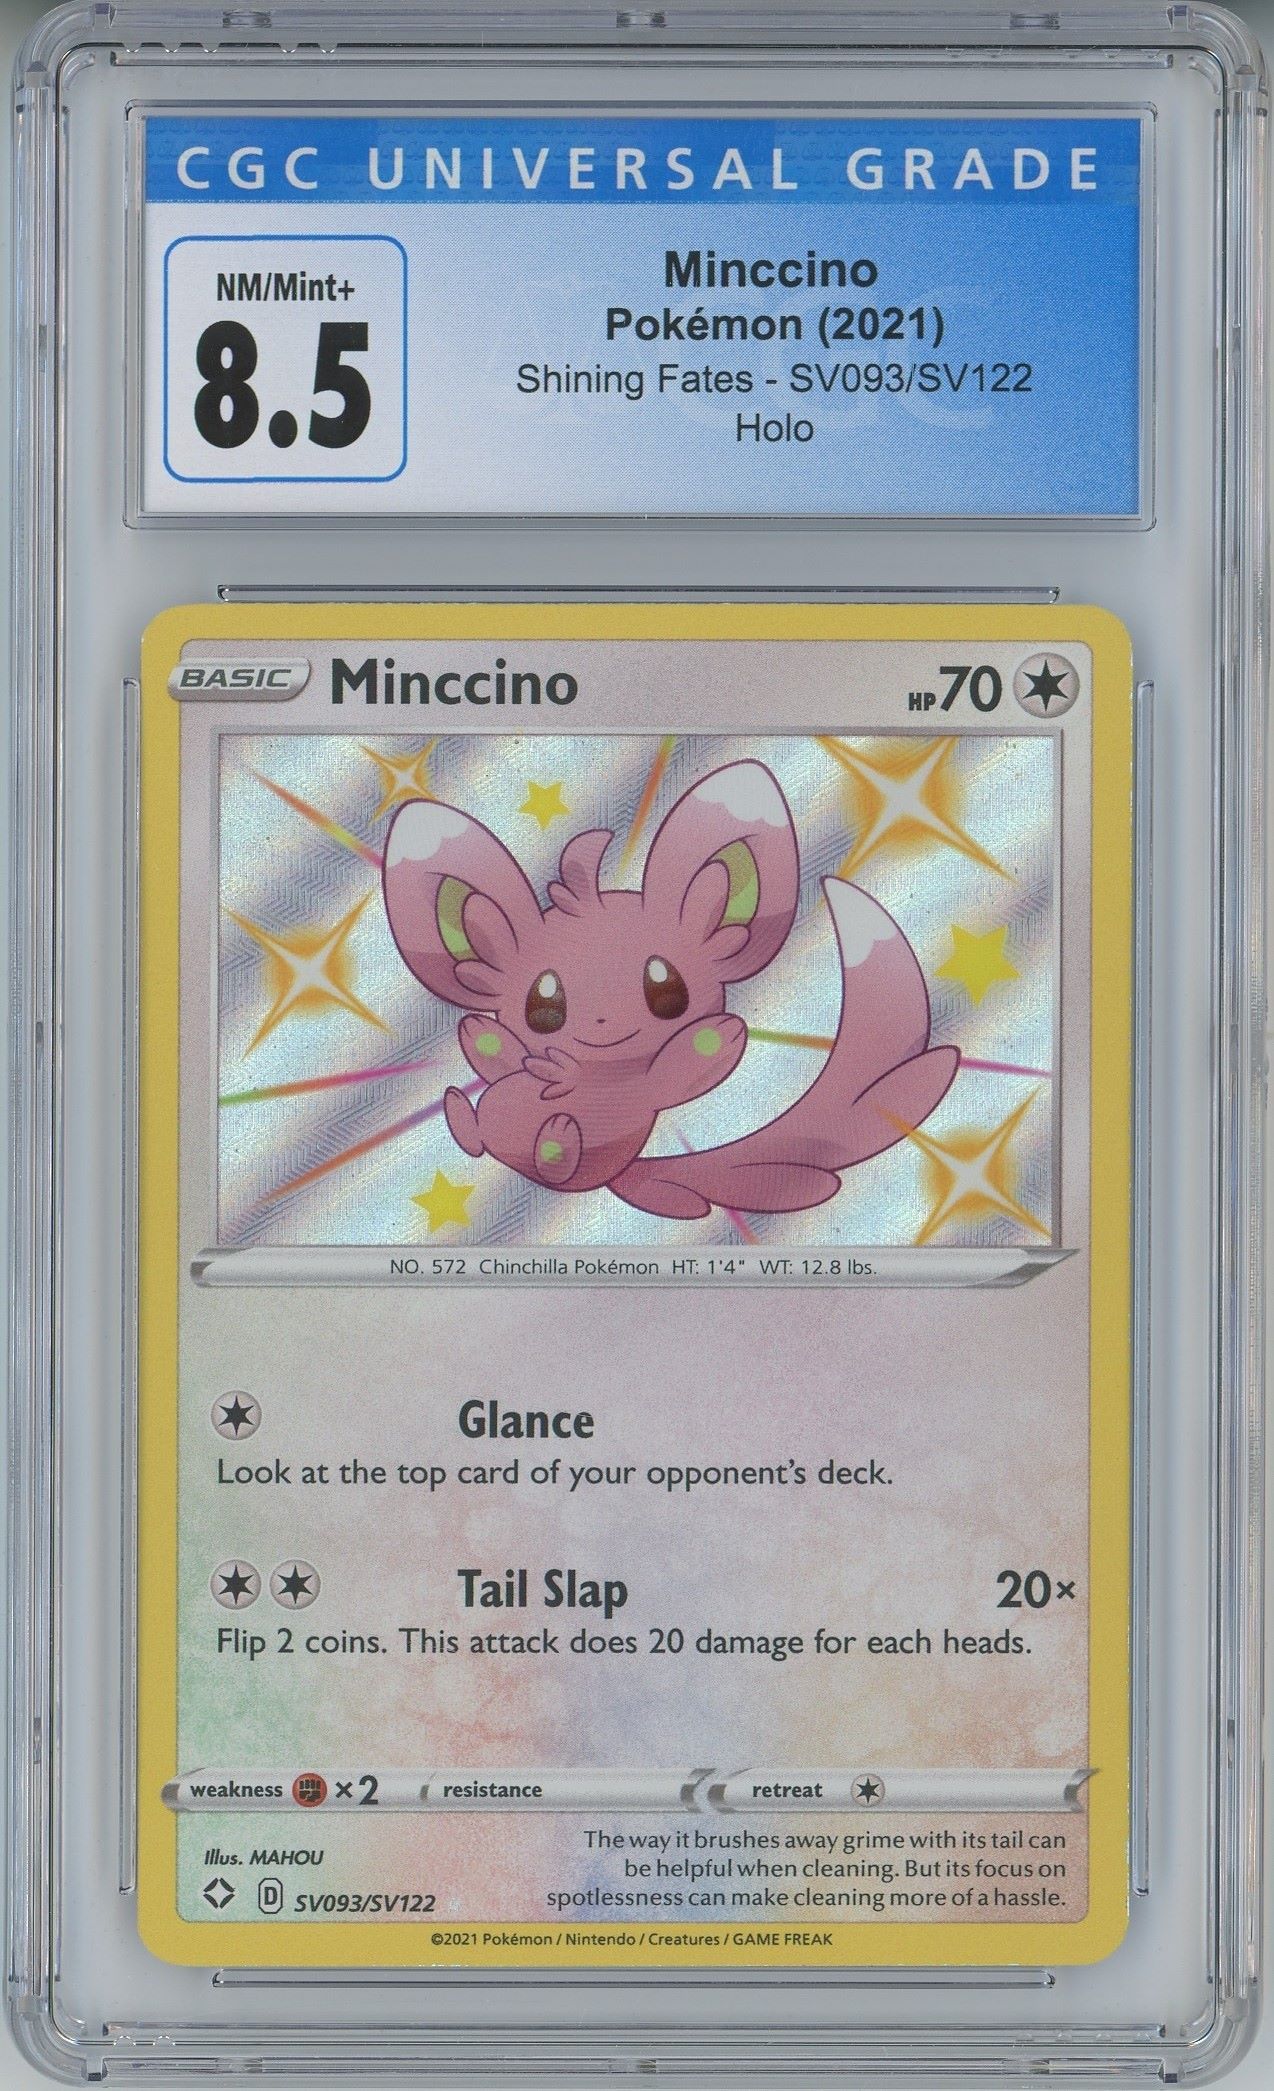 CGC UNIVERSAL GRADE
NM/Mint+
8.5
Minccino
Pokémon (2021)
Shining Fates - SV093/SV122
Holo
BASIC Minccino HP 70
NO. 572 Chinchilla Pokémon HT: 1'4" WT: 12.8 lbs.
Glance
Look at the top card of your opponent's deck.
Tail Slap 20×
Flip 2 coins. This attack does 20 damage for each heads.
weakness ×2 resistance retreat
Illus. MAHOU
D SV093/SV122
The way it brushes away grime with its tail can
be helpful when cleaning. But its focus on
spotlessness can make cleaning more of a hassle.
©2021 Pokémon / Nintendo / Creatures / GAME FREAK